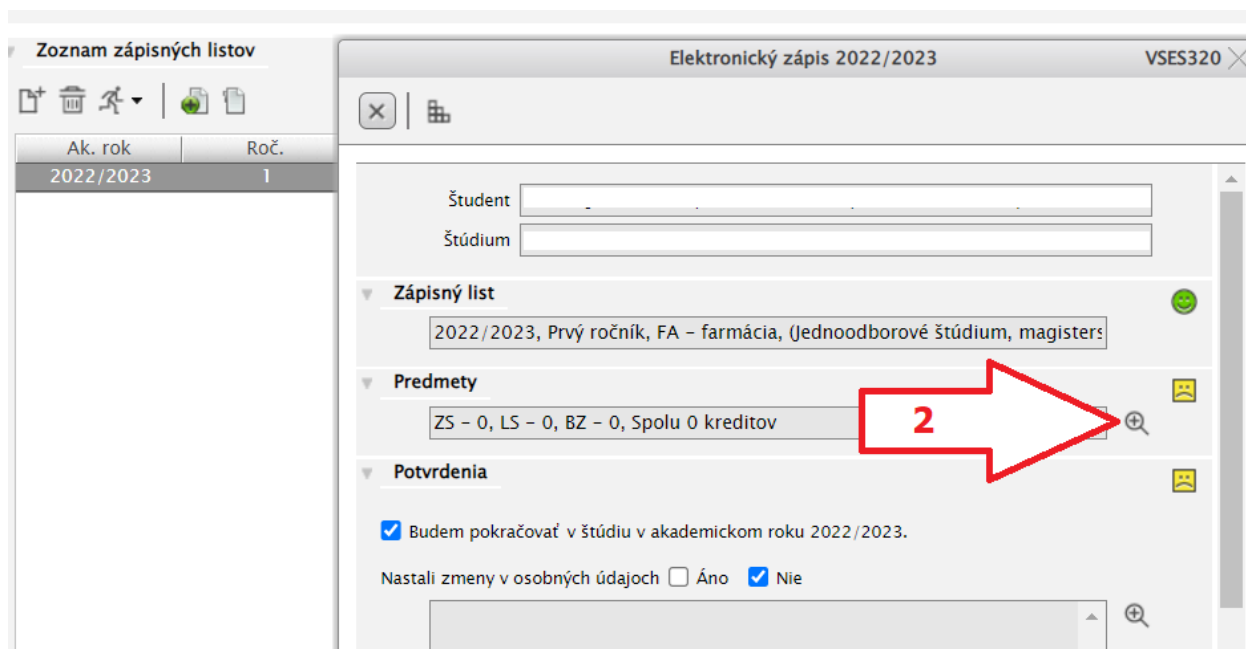 Zoznam zápisných listov
Elektronický zápis 2022/2023
VSES320
Ak. rok Roč.
2022/2023 1
Študent
Štúdium
Zápisný list
2022/2023, Prvý ročník, FA – farmácia, (Jednoodborové štúdium, magisters
Predmety
ZS – 0, LS – 0, BZ – 0, Spolu 0 kreditov
2
Potvrdenia
Budem pokračovať v štúdiu v akademickom roku 2022/2023.
Nastali zmeny v osobných údajoch Áno Nie